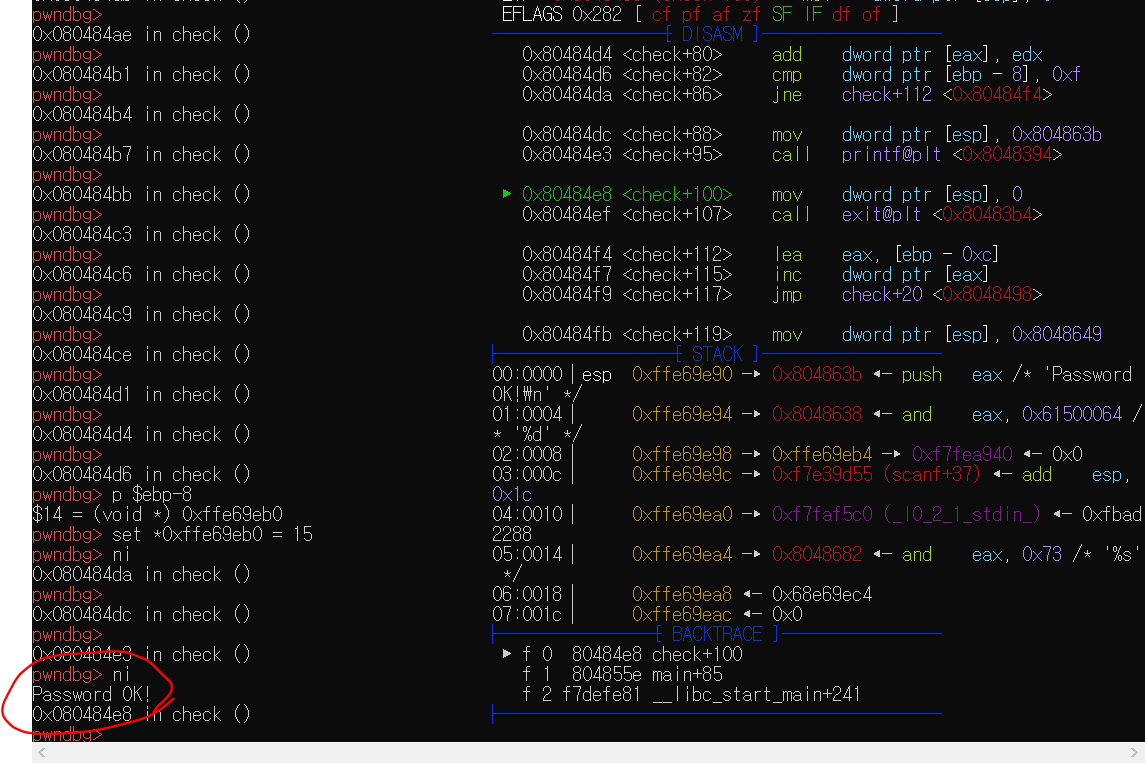 pwndbg>
0x080484ae in check ()
pwndbg>
0x080484b1 in check ()
pwndbg>
0x080484b4 in check ()
pwndbg>
0x080484b7 in check ()
pwndbg>
0x080484bb in check ()
pwndbg>
0x080484c3 in check ()
pwndbg>
0x080484c6 in check ()
pwndbg>
0x080484c9 in check ()
pwndbg>
0x080484ce in check ()
pwndbg>
0x080484d1 in check ()
pwndbg>
0x080484d4 in check ()
pwndbg>
0x080484d6 in check ()
pwndbg> p $ebp-8
$14 = (void *) 0xffe69eb0
pwndbg> set *0xffe69eb0 = 15
pwndbg> ni
0x080484da in check ()
pwndbg>
0x080484dc in check ()
pwndbg>
0x080484e3 in check ()
pwndbg> ni
Password OK!
0x080484e8 in check ()
pwndbg>
EFLAGS 0x282 [ cf pf af zf SF IF df of ]
[ DISASM ]
0x80484d4 <check+80> add dword ptr [eax], edx
0x80484d6 <check+82> cmp dword ptr [ebp - 8], 0xf
0x80484da <check+86> jne check+112 <0x80484f4>
0x80484dc <check+88> mov dword ptr [esp], 0x804863b
0x80484e3 <check+95> call printf@plt <0x8048394>
► 0x80484e8 <check+100> mov dword ptr [esp], 0
0x80484ef <check+107> call exit@plt <0x80483b4>
0x80484f4 <check+112> lea eax, [ebp - 0xc]
0x80484f7 <check+115> inc dword ptr [eax]
0x80484f9 <check+117> jmp check+20 <0x8048498>
0x80484fb <check+119> mov dword ptr [esp], 0x8048649
[ STACK ]
00:0000│esp 0xffe69e90 —► 0x804863b ◄— push eax /* 'Password
OK!₩n' */
01:0004│ 0xffe69e94 —► 0x8048638 ◄— and eax, 0x61500064 /
* '%d' */
02:0008│ 0xffe69e98 —► 0xffe69eb4 —► 0xf7fea940 ◄— 0x0
03:000c│ 0xffe69e9c —► 0xf7e39d55 (scanf+37) ◄— add esp,
0x1c
04:0010│ 0xffe69ea0 —► 0xf7faf5c0 (_IO_2_1_stdin_) ◄— 0xfbad
2288
05:0014│ 0xffe69ea4 —► 0x8048682 ◄— and eax, 0x73 /* '%s'
*/
06:0018│ 0xffe69ea8 ◄— 0x68e69ec4
07:001c│ 0xffe69eac ◄— 0x0
[ BACKTRACE ]
► f 0 80484e8 check+100
f 1 804855e main+85
f 2 f7defe81 __libc_start_main+241